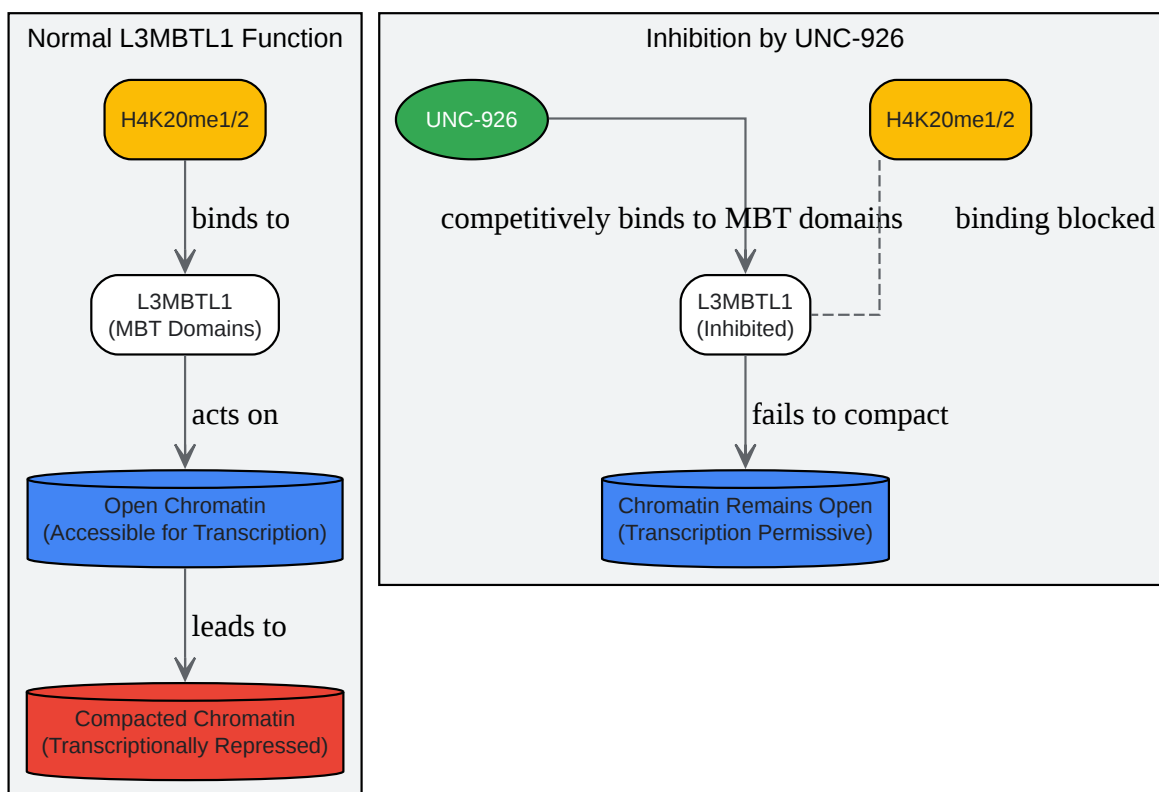 Normal L3MBTL1 Function
H4K20me1/2
binds to
L3MBTL1
(MBT Domains)
acts on
Open Chromatin
(Accessible for Transcription)
leads to
Compacted Chromatin
(Transcriptionally Repressed)
Inhibition by UNC-926
UNC-926
H4K20me1/2
competitively binds to MBT domains
binding blocked
L3MBTL1
(Inhibited)
fails to compact
Chromatin Remains Open
(Transcription Permissive)